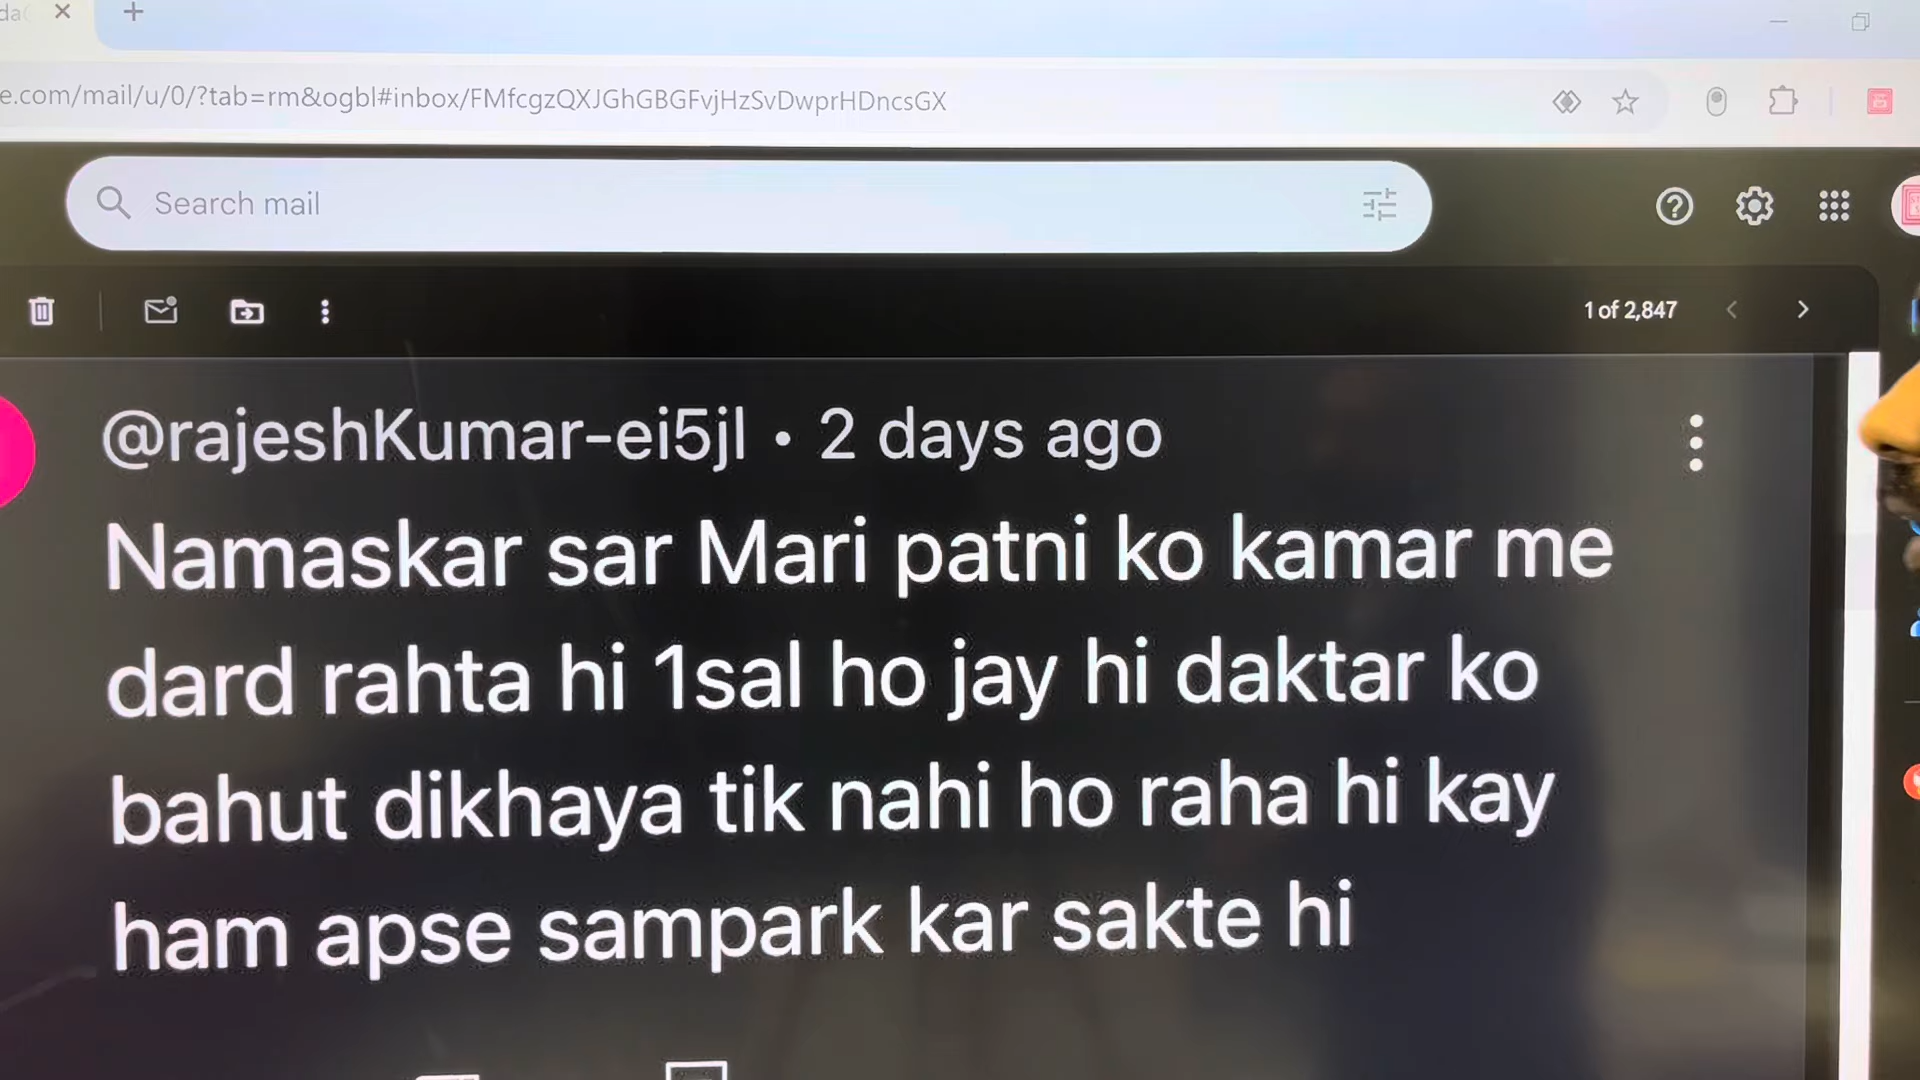 e.com/mail/u/0/?tab=rm&ogbl#inbox/FMfcgzQXJGhGBGFvjHzSvDwprHDncsGX
Search mail
1 of 2,847
@rajeshKumar-ei5jl • 2 days ago
Namaskar sar Mari patni ko kamar me
dard rahta hi 1sal ho jay hi daktar ko
bahut dikhaya tik nahi ho raha hi kay
ham apse sampark kar sakte hi